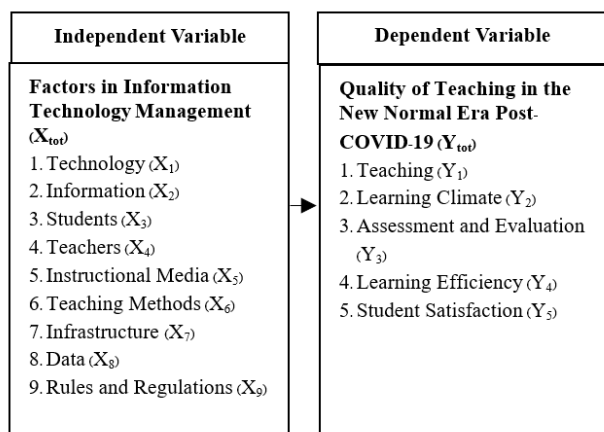 Independent Variable
Factors in Information
Technology Management
(Xtot)
1. Technology (X1)
2. Information (X2)
3. Students (X3)
4. Teachers (X4)
5. Instructional Media (X5)
6. Teaching Methods (X6)
7. Infrastructure (X7)
8. Data (X8)
9. Rules and Regulations (X9)
Dependent Variable
Quality of Teaching in the
New Normal Era Post-
COVID-19 (Ytot)
1. Teaching (Y1)
2. Learning Climate (Y2)
3. Assessment and Evaluation
(Y3)
4. Learning Efficiency (Y4)
5. Student Satisfaction (Y5)